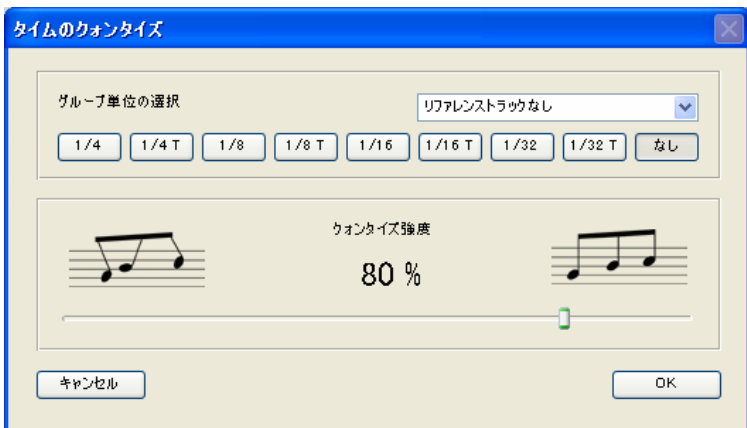 タイムのクォンタイズ
グループ単位の選択
リファレンストラックなし
1/4 1/4 T 1/8 1/8 T 1/16 1/16 T 1/32 1/32 T なし
クォンタイズ強度
80 %
キャンセル OK